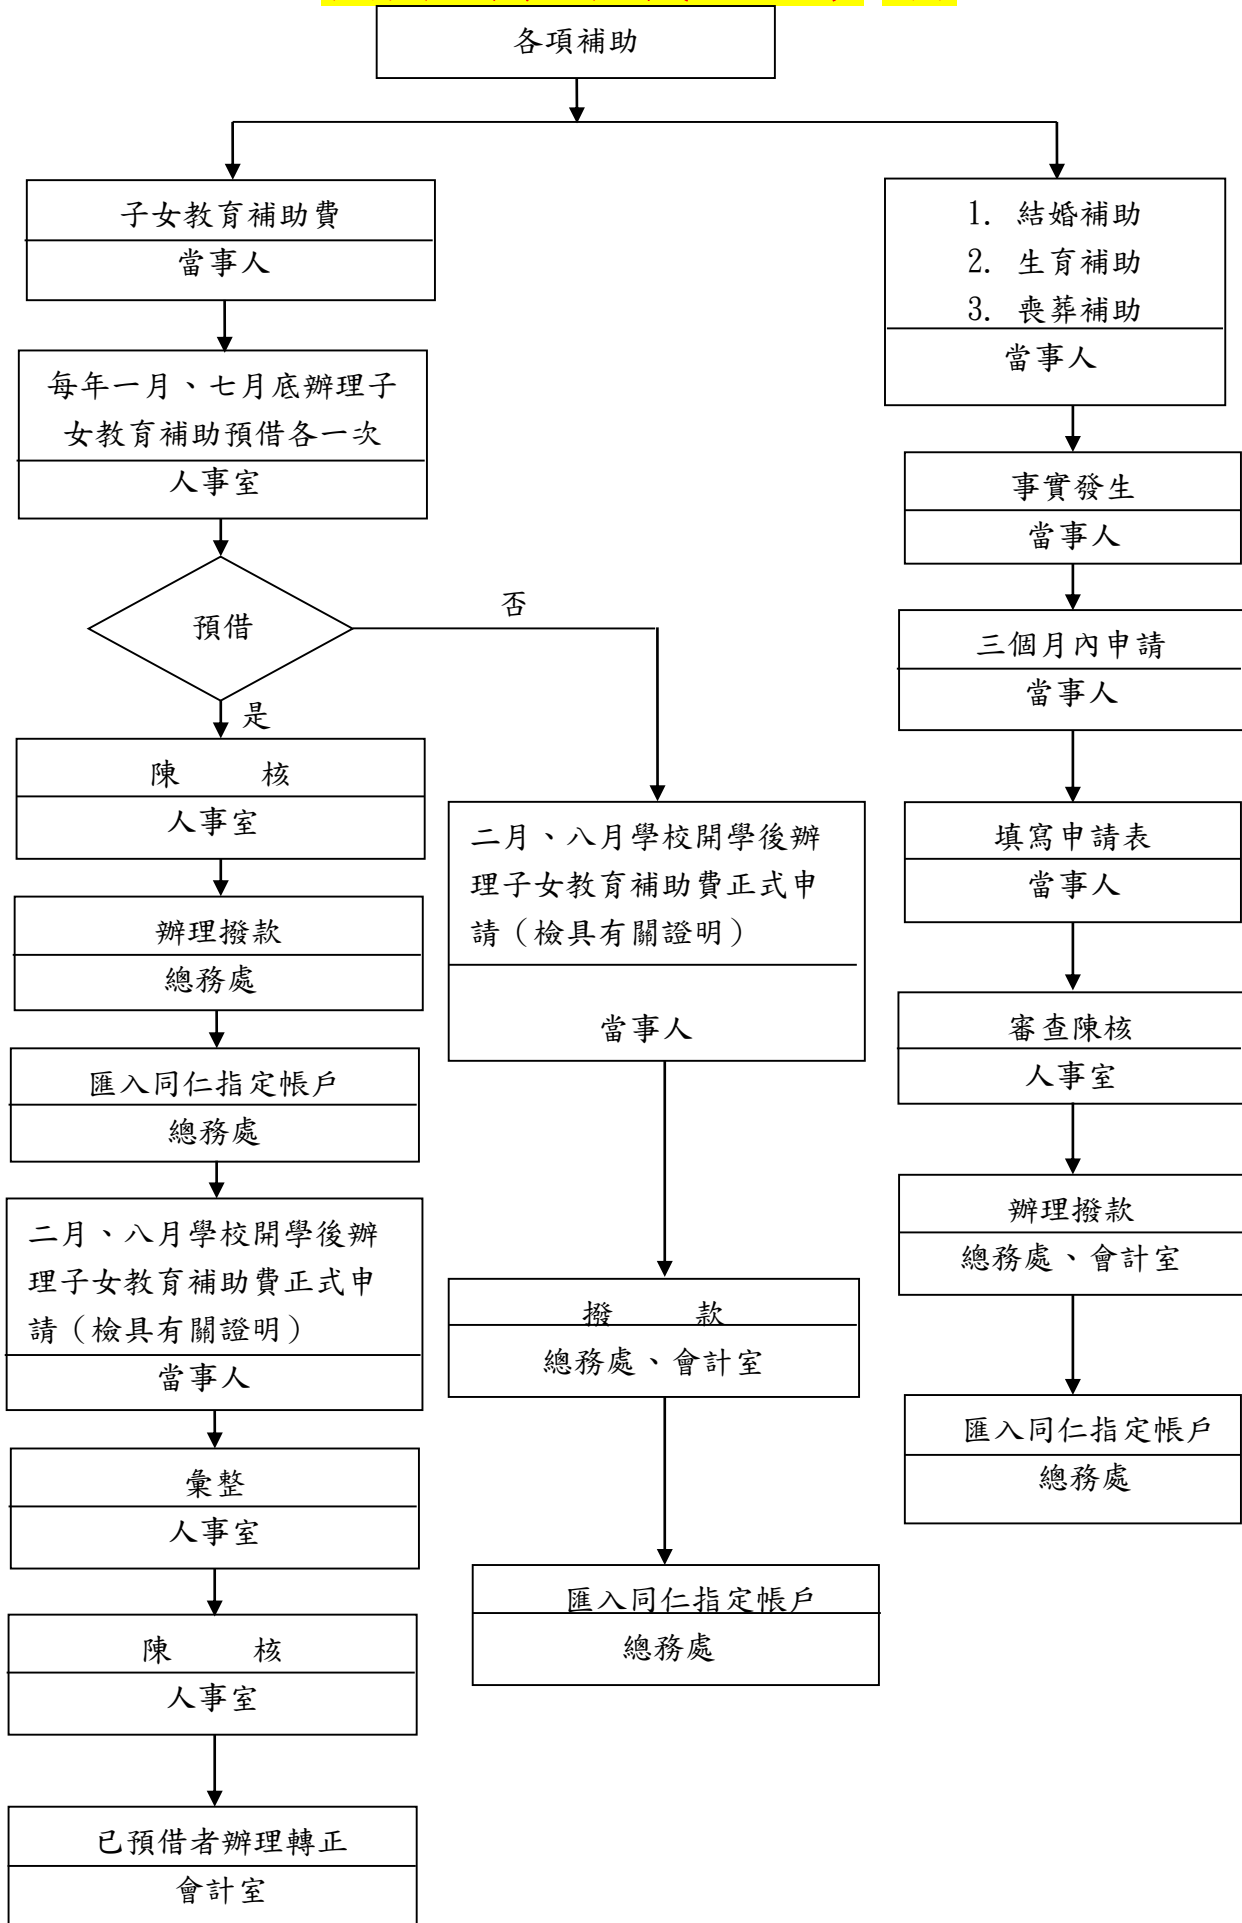 各項補助
子女教育補助費
當事人
每年一月、七月底辦理子
女教育補助預借各一次
人事室
預借
否
是
陳 核
人事室
辦理撥款
總務處
匯入同仁指定帳戶
總務處
二月、八月學校開學後辦
理子女教育補助費正式申
請（檢具有關證明）
當事人
彙整
人事室
陳 核
人事室
已預借者辦理轉正
會計室
二月、八月學校開學後辦
理子女教育補助費正式申
請（檢具有關證明）
當事人
撥 款
總務處、會計室
匯入同仁指定帳戶
總務處
1. 結婚補助
2. 生育補助
3. 喪葬補助
當事人
事實發生
當事人
三個月內申請
當事人
填寫申請表
當事人
審查陳核
人事室
辦理撥款
總務處、會計室
匯入同仁指定帳戶
總務處